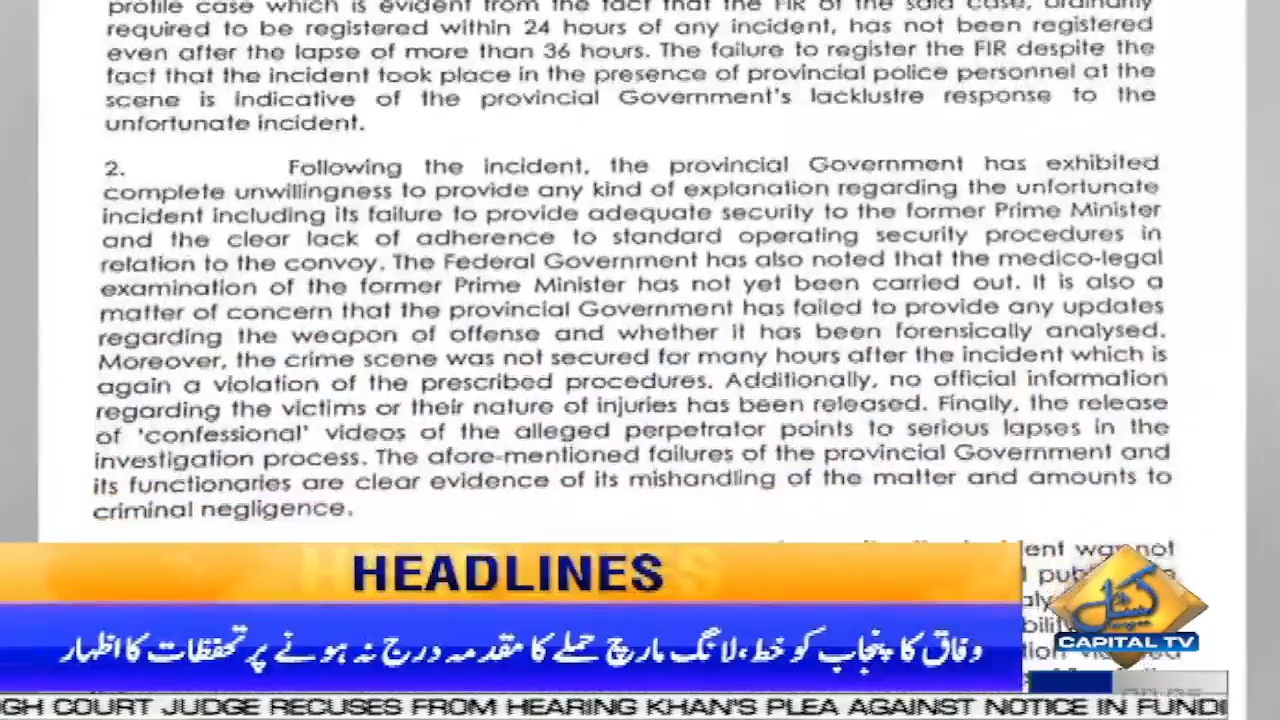 profile case which is evident from the fact that the FIR of the said case, ordinarily
required to be registered within 24 hours of any incident, has not been registered
even after the lapse of more than 36 hours. The failure to register the FIR despite the
fact that the incident took place in the presence of provincial police personnel at the
scene is indicative of the provincial Government's lacklustre response to the
unfortunate incident.
2. Following the incident, the provincial Government has exhibited
complete unwillingness to provide any kind of explanation regarding the unfortunate
incident including its failure to provide adequate security to the former Prime Minister
and the clear lack of adherence to standard operating security procedures in
relation to the convoy. The Federal Government has also noted that the medico-legal
examination of the former Prime Minister has not yet been carried out. It is also a
matter of concern that the provincial Government has failed to provide any updates
regarding the weapon of offense and whether it has been forensically analysed.
Moreover, the crime scene was not secured for many hours after the incident which is
again a violation of the prescribed procedures. Additionally, no official information
regarding the victims or their nature of injuries has been released. Finally, the release
of 'confessional' videos of the alleged perpetrator points to serious lapses in the
investigation process. The afore-mentioned failures of the provincial Government and
its functionaries are clear evidence of its mishandling of the matter and amounts to
criminal negligence.
was not
HEADLINES
وفاق کا پنجاب کو خط، لانگ مارچ حملے کا مقدمہ درج نہ ہونے پر تحفظات کا اظہار
CAPITAL TV
GH COURT JUDGE RECUSES FROM HEARING KHAN'S PLEA AGAINST NOTICE IN FUNDI